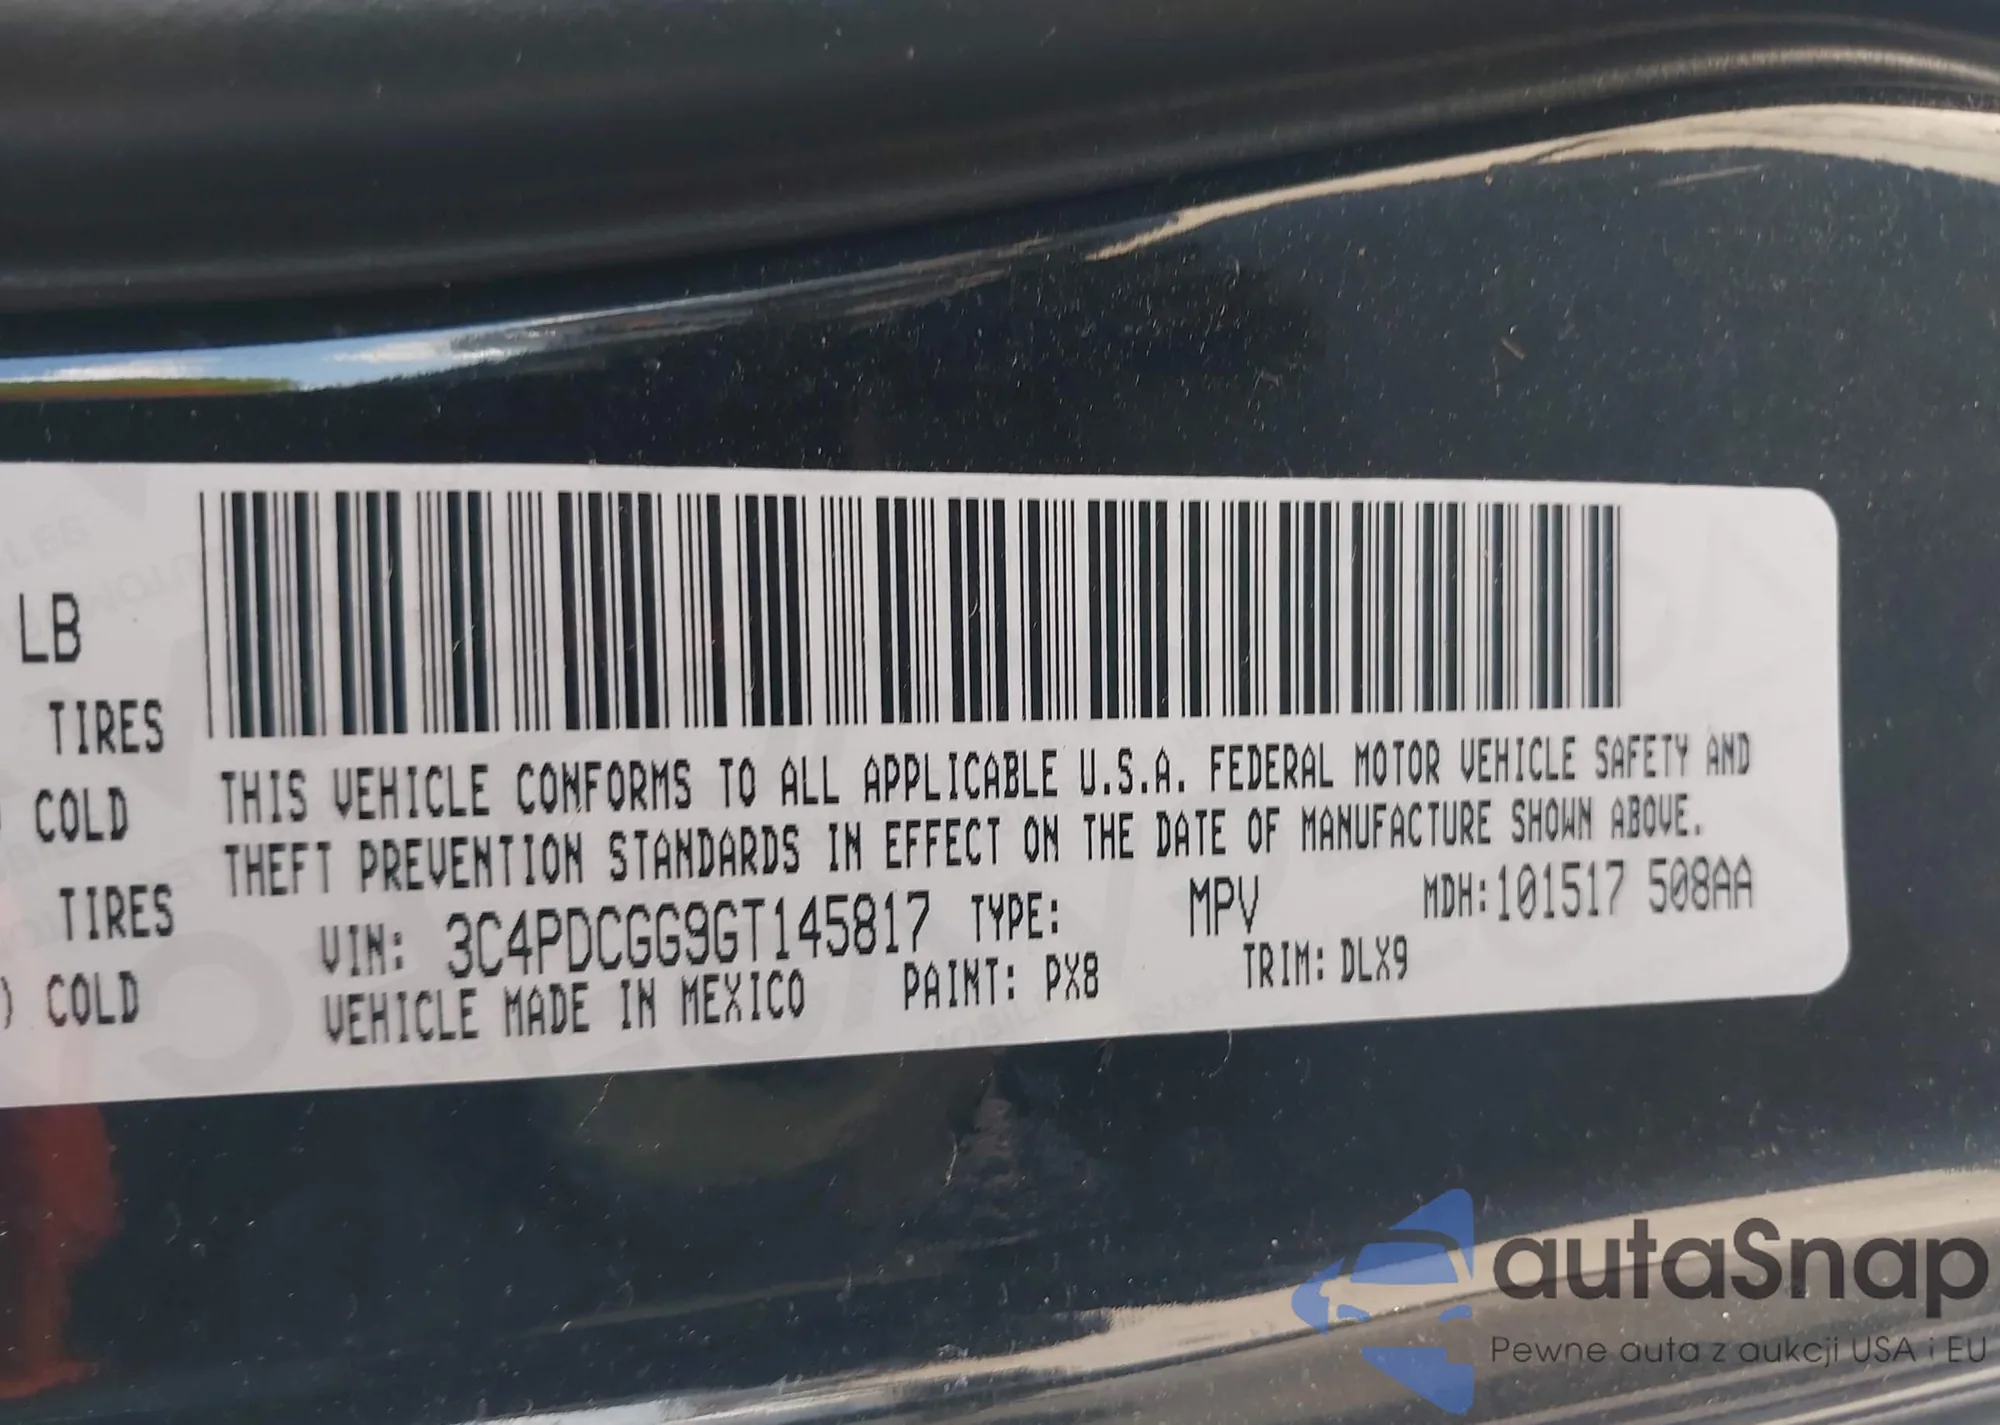 LB
TIRES
COLD
TIRES
) COLD
THIS VEHICLE CONFORMS TO ALL APPLICABLE U.S.A. FEDERAL MOTOR VEHICLE SAFETY AND
THEFT PREVENTION STANDARDS IN EFFECT ON THE DATE OF MANUFACTURE SHOWN ABOVE.
VIN: 3C4PDCGG9GT145817 TYPE: MPV MDH:101517 508AA
VEHICLE MADE IN MEXICO PAINT: PX8 TRIM: DLX9
autaSnap
Pewne auta z aukcji USA i EU